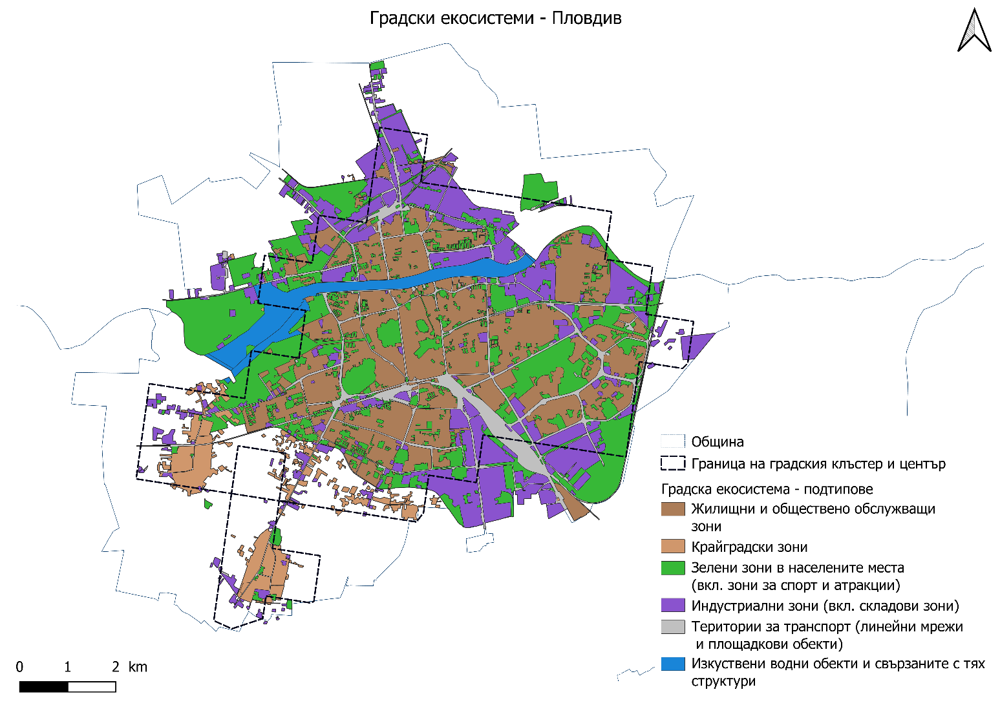 Градски екосистеми - Пловдив
Община
Граница на градския клъстер и център
Градска екосистема - подтипове
Жилищни и обществено обслужващи
зони
Крайградски зони
Зелени зони в населените места
(вкл. зони за спорт и атракции)
Индустриални зони (вкл. складови зони)
Територии за транспорт (линейни мрежи
и площадкови обекти)
Изкуствени водни обекти и свързаните с тях
структури
0 1 2 km